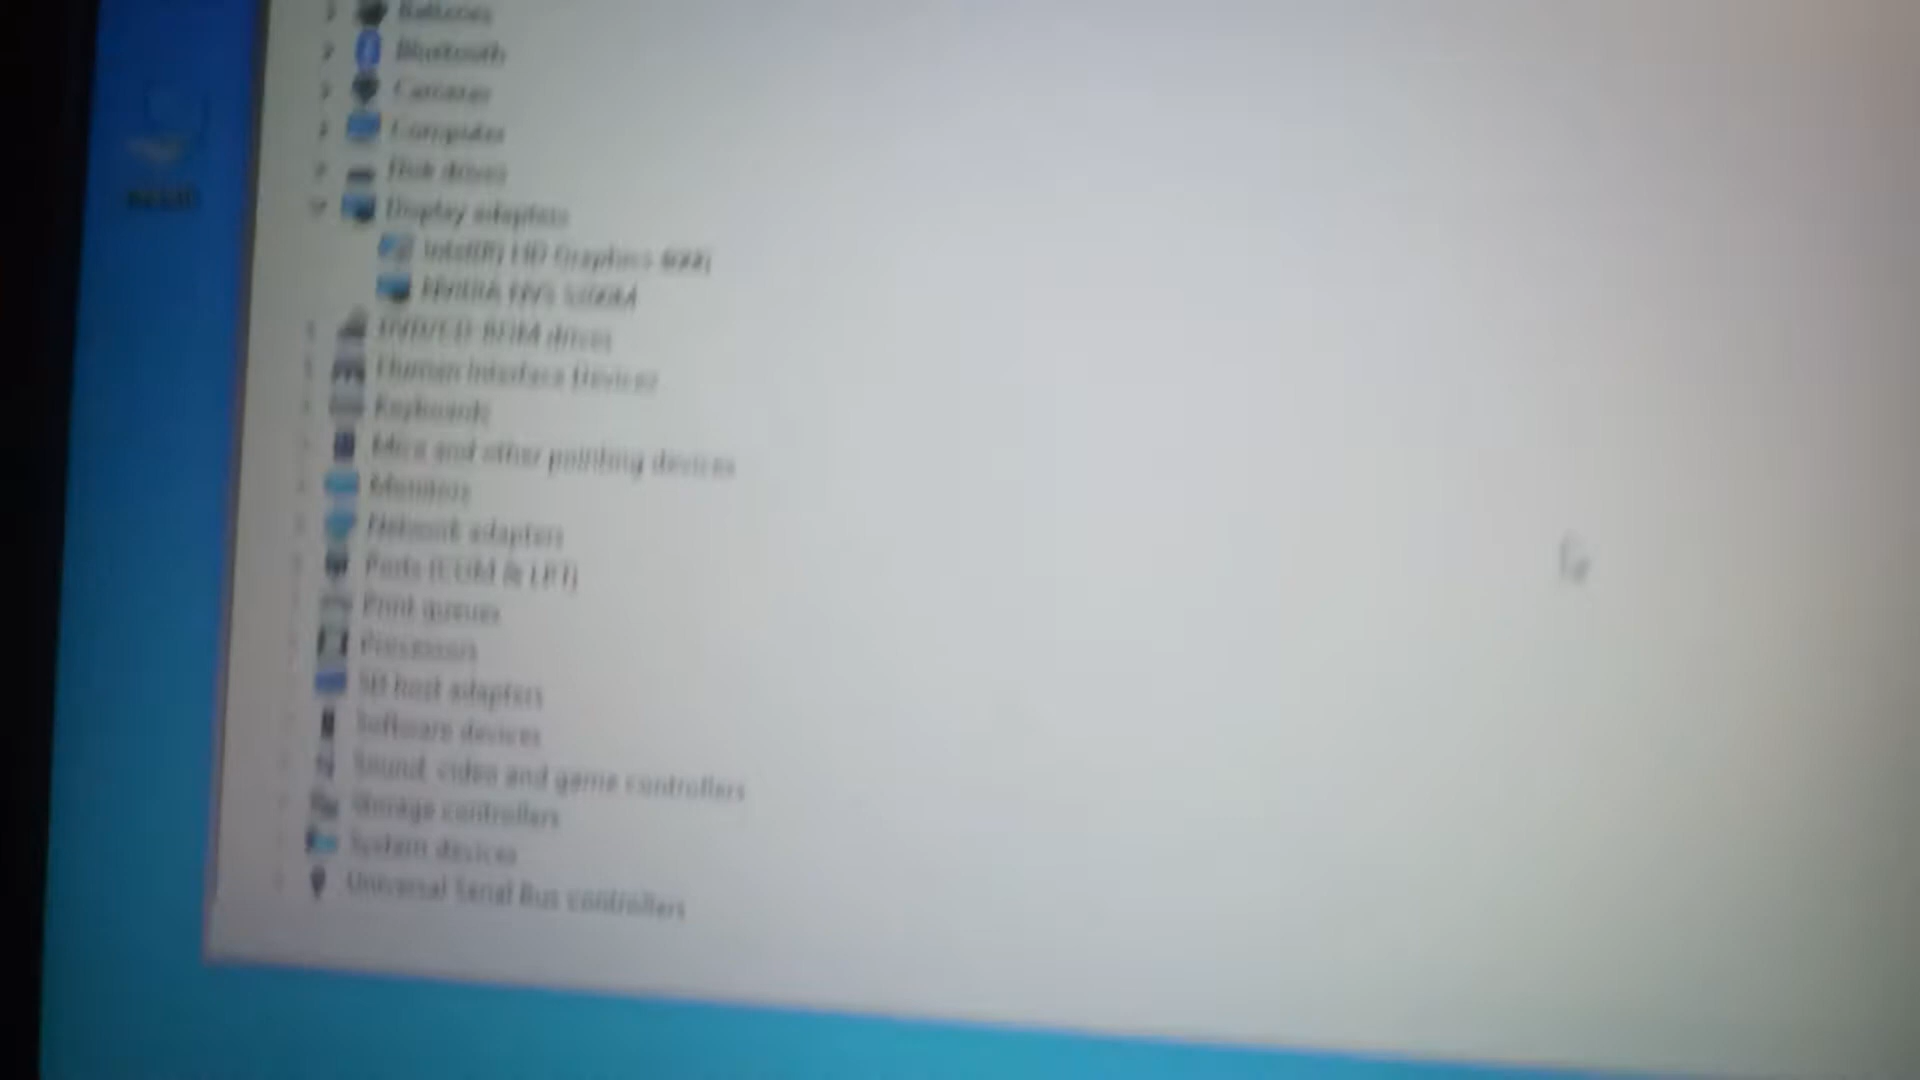 Batteries
Bluetooth
Cameras
Computer
Disk drives
Display adapters
Intel(R) HD Graphics 4000
NVIDIA NVS 5200M
DVD/CD-ROM drives
Human Interface Devices
Keyboards
Mice and other pointing devices
Monitors
Network adapters
Ports (COM & LPT)
Print queues
Processors
SD host adapters
Software devices
Sound, video and game controllers
Storage controllers
System devices
Universal Serial Bus controllers